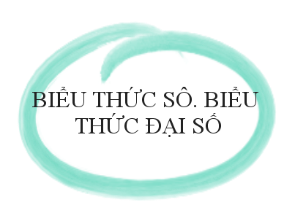 BIỂU THỨC SÔ. BIỂU
THỨC ĐẠI SỐ